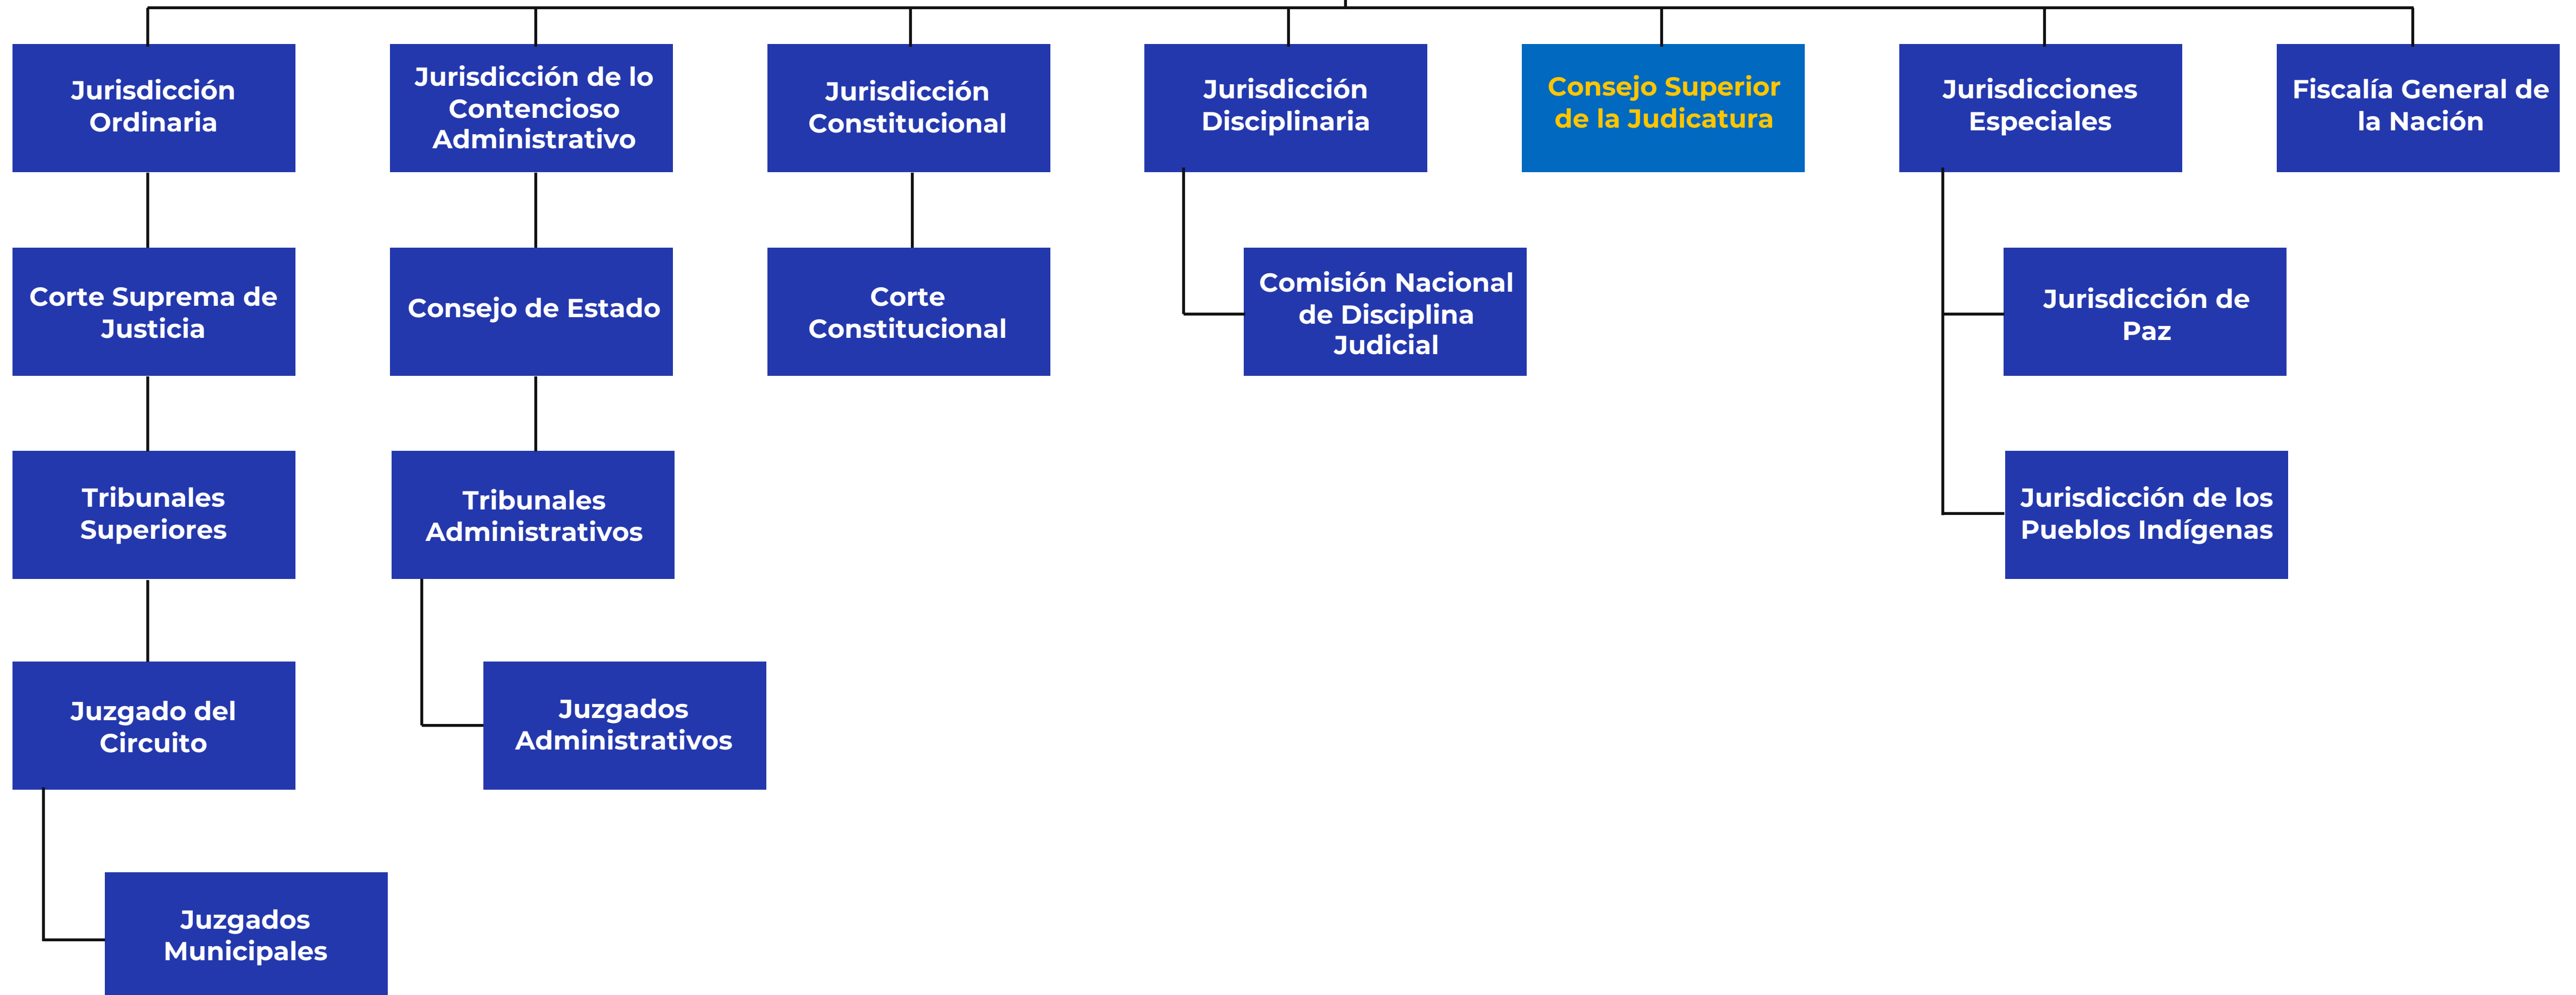 Jurisdicción
Ordinaria
Jurisdicción de lo
Contencioso
Administrativo
Jurisdicción
Constitucional
Jurisdicción
Disciplinaria
Consejo Superior
de la Judicatura
Jurisdicciones
Especiales
Fiscalía General de
la Nación
Corte Suprema de
Justicia
Consejo de Estado
Corte
Constitucional
Comisión Nacional
de Disciplina
Judicial
Jurisdicción de
Paz
Tribunales
Superiores
Tribunales
Administrativos
Jurisdicción de los
Pueblos Indígenas
Juzgado del
Circuito
Juzgados
Administrativos
Juzgados
Municipales